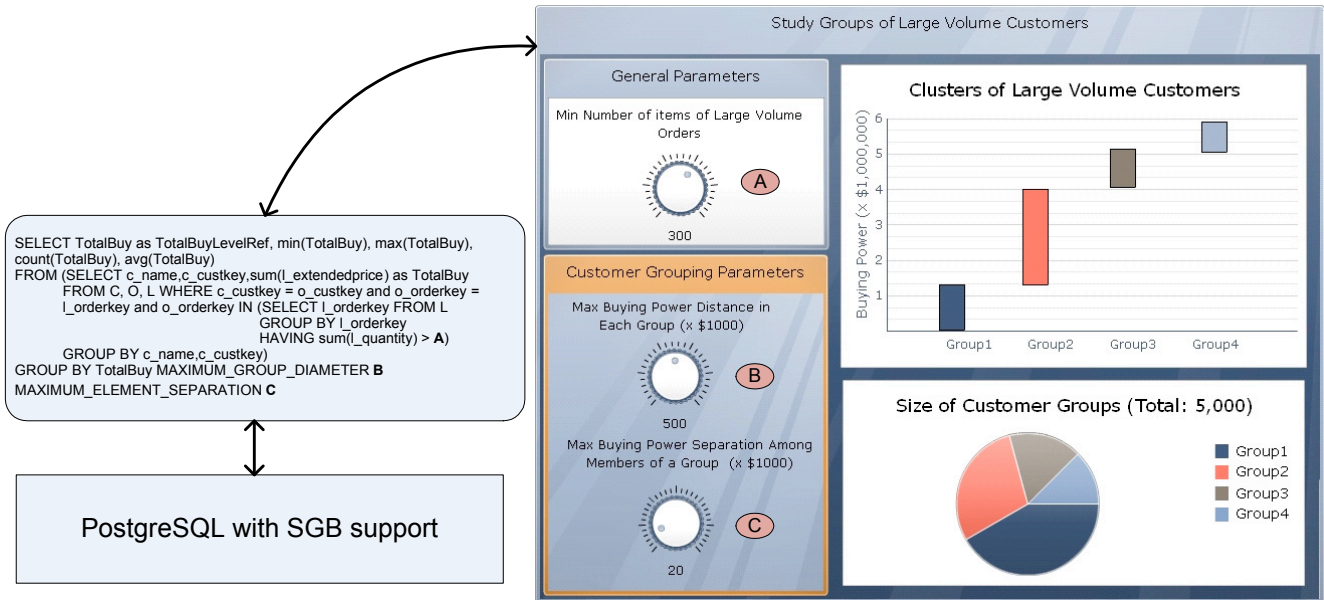 Study Groups of Large Volume Customers
General Parameters
Min Number of items of Large Volume
Orders
A
300
Customer Grouping Parameters
Max Buying Power Distance in
Each Group (x $1000)
B
500
Max Buying Power Separation Among
Members of a Group (x $1000)
C
20
Clusters of Large Volume Customers
Buying Power (x $1,000,000)
6
5
4
3
2
1
Group1 Group2 Group3 Group4
Size of Customer Groups (Total: 5,000)
Group1
Group2
Group3
Group4
SELECT TotalBuy as TotalBuyLevelRef, min(TotalBuy), max(TotalBuy),
count(TotalBuy), avg(TotalBuy)
FROM (SELECT c_name,c_custkey,sum(l_extendedprice) as TotalBuy
FROM C, O, L WHERE c_custkey = o_custkey and o_orderkey =
l_orderkey and o_orderkey IN (SELECT l_orderkey FROM L
GROUP BY l_orderkey
HAVING sum(l_quantity) > A)
GROUP BY c_name,c_custkey)
GROUP BY TotalBuy MAXIMUM_GROUP_DIAMETER B
MAXIMUM_ELEMENT_SEPARATION C
PostgreSQL with SGB support